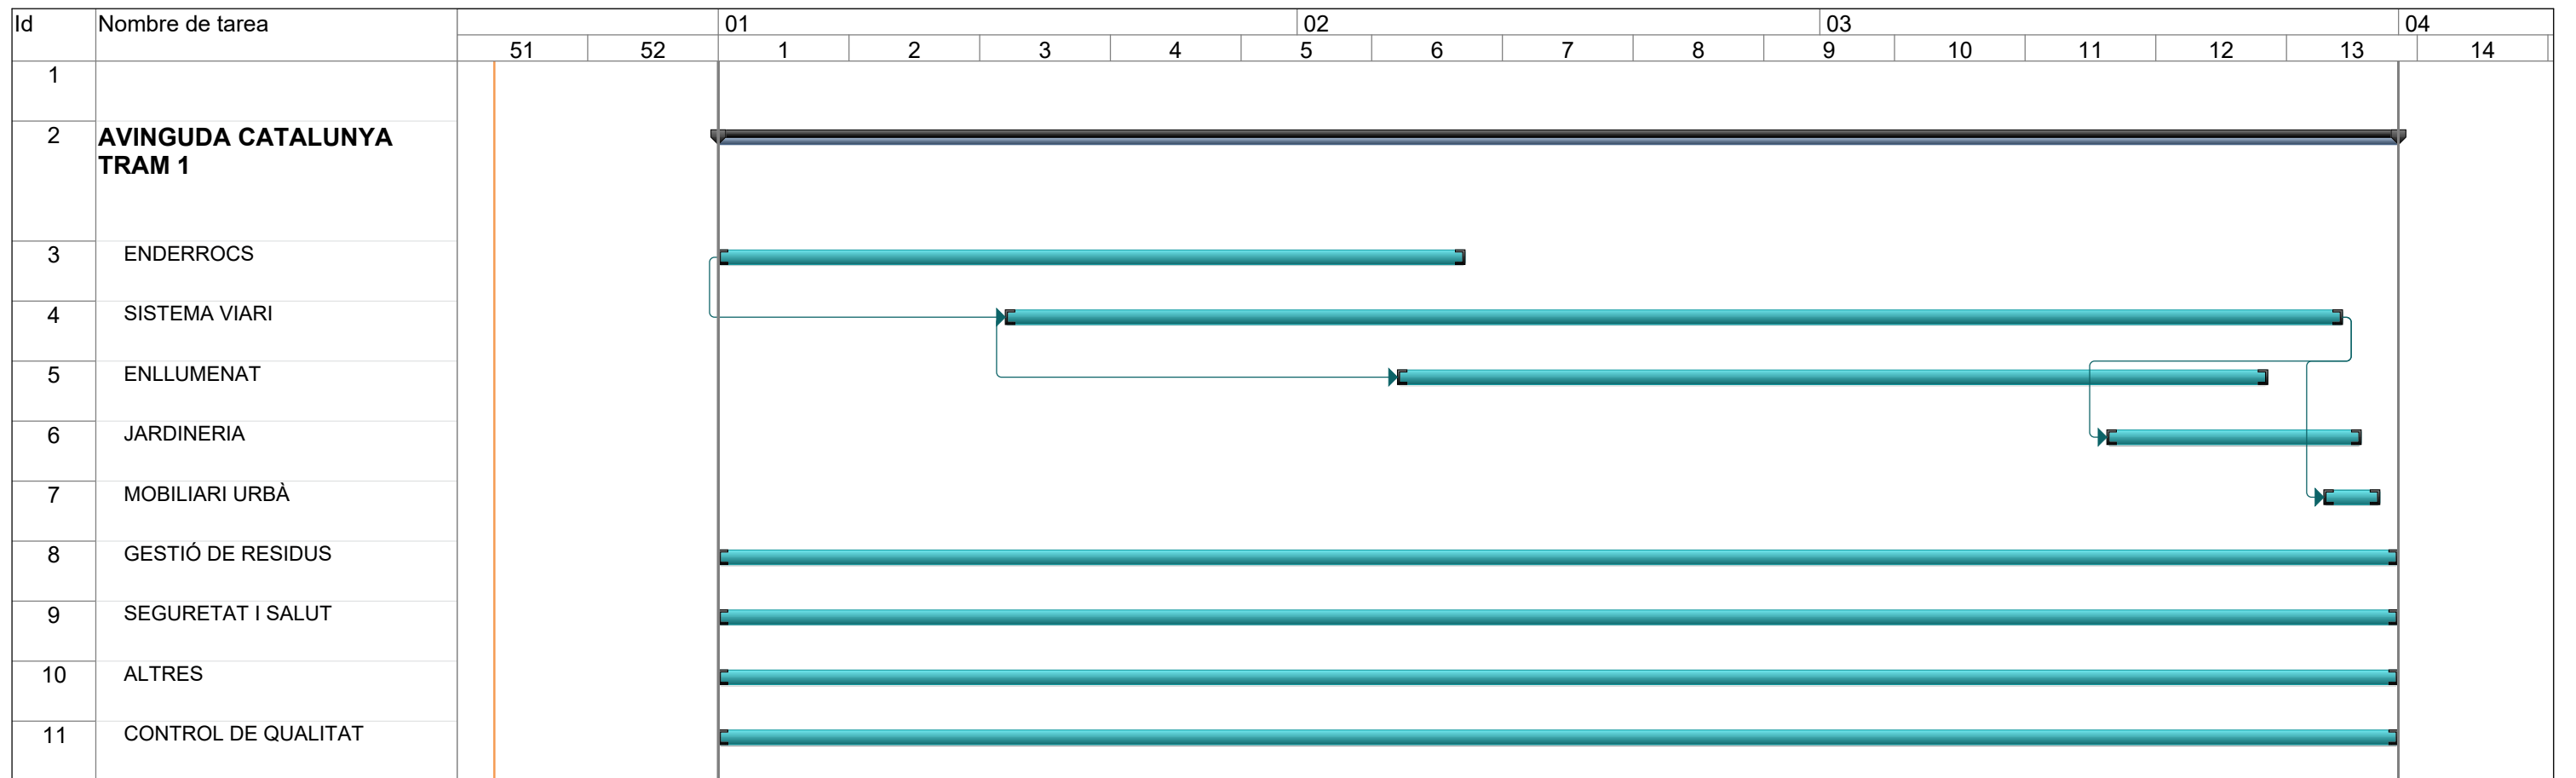 Id Nombre de tarea 01 02 03 04
51 52 1 2 3 4 5 6 7 8 9 10 11 12 13 14
1
2 AVINGUDA CATALUNYA
TRAM 1
3 ENDERROCS
4 SISTEMA VIARI
5 ENLLUMENAT
6 JARDINERIA
7 MOBILIARI URBÀ
8 GESTIÓ DE RESIDUS
9 SEGURETAT I SALUT
10 ALTRES
11 CONTROL DE QUALITAT